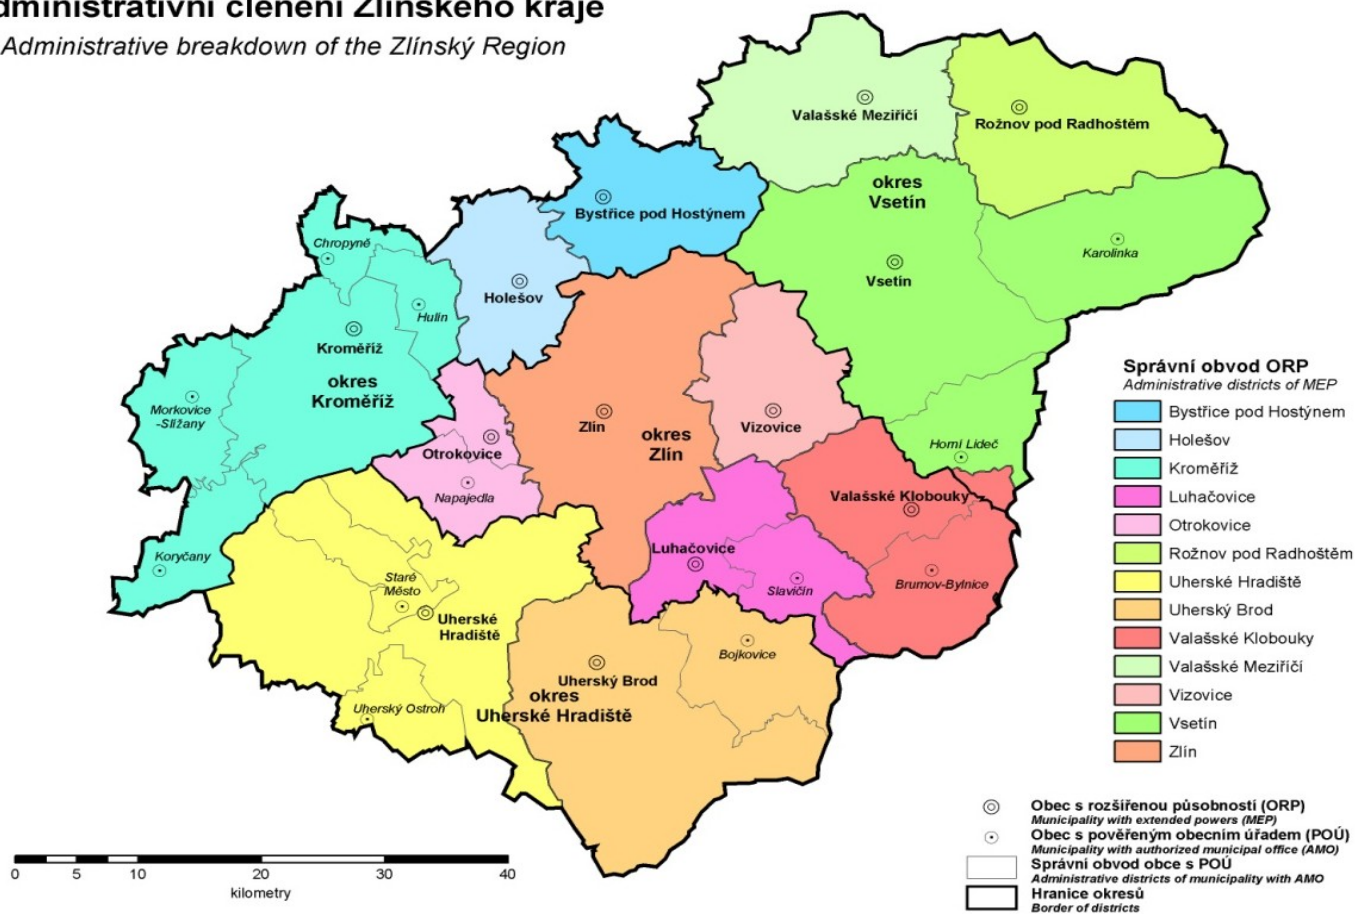 dministrativní členění Zlínského kraje
Administrative breakdown of the Zlínský Region
Valašské Meziříčí
Rožnov pod Radhoštěm
okres
Vsetín
Bystřice pod Hostýnem
Chropyně
Karolinka
Vsetín
Holešov
Hulín
Kroměříž
okres
Kroměříž
Morkovice
-Slížany
Zlín
okres
Zlín
Vizovice
Otrokovice
Napajedla
Horní Lideč
Valašské Klobouky
Koryčany
Luhačovice
Slavičín
Brumov-Bylnice
Staré
Město
Uherské
Hradiště
Bojkovice
Uherský Brod
okres
Uherské Hradiště
Uherský Ostroh
Správní obvod ORP
Administrative districts of MEP
Bystřice pod Hostýnem
Holešov
Kroměříž
Luhačovice
Otrokovice
Rožnov pod Radhoštěm
Uherské Hradiště
Uherský Brod
Valašské Klobouky
Valašské Meziříčí
Vizovice
Vsetín
Zlín
Obec s rozšířenou působností (ORP)
Municipality with extended powers (MEP)
Obec s pověřeným obecním úřadem (POÚ)
Municipality with authorized municipal office (AMO)
Správní obvod obce s POÚ
Administrative districts of municipality with AMO
Hranice okresů
Border of districts
0 5 10 20 30 40
kilometry